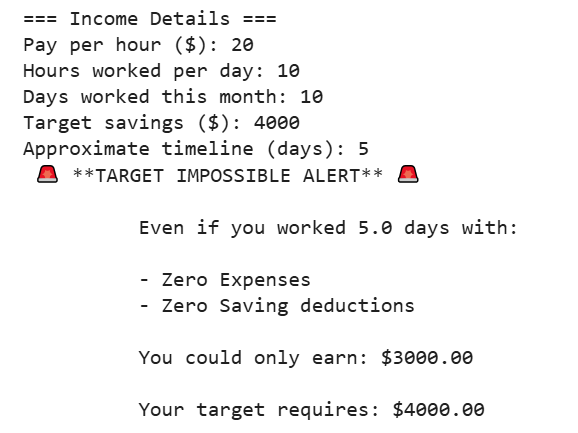 === Income Details ===
Pay per hour ($): 20
Hours worked per day: 10
Days worked this month: 10
Target savings ($): 4000
Approximate timeline (days): 5
🚨 **TARGET IMPOSSIBLE ALERT** 🚨
Even if you worked 5.0 days with:
- Zero Expenses
- Zero Saving deductions
You could only earn: $3000.00
Your target requires: $4000.00